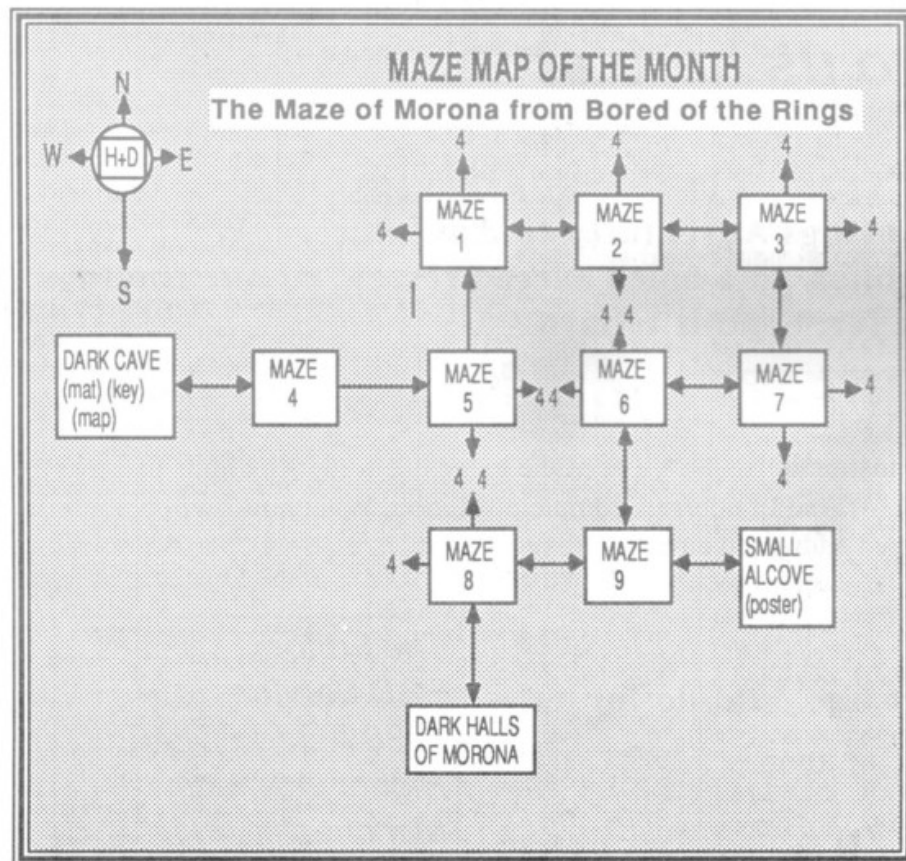 MAZE MAP OF THE MONTH
The Maze of Morona from Bored of the Rings
N
W H+D E
S
4 4 4
4 MAZE 1 MAZE 2 MAZE 3 4
4 4
DARK CAVE
(mat) (key)
(map)
MAZE 4
MAZE 5
4 4
MAZE 6
MAZE 7
4
4 4 4
4 MAZE 8
MAZE 9
SMALL
ALCOVE
(poster)
DARK HALLS
OF MORONA